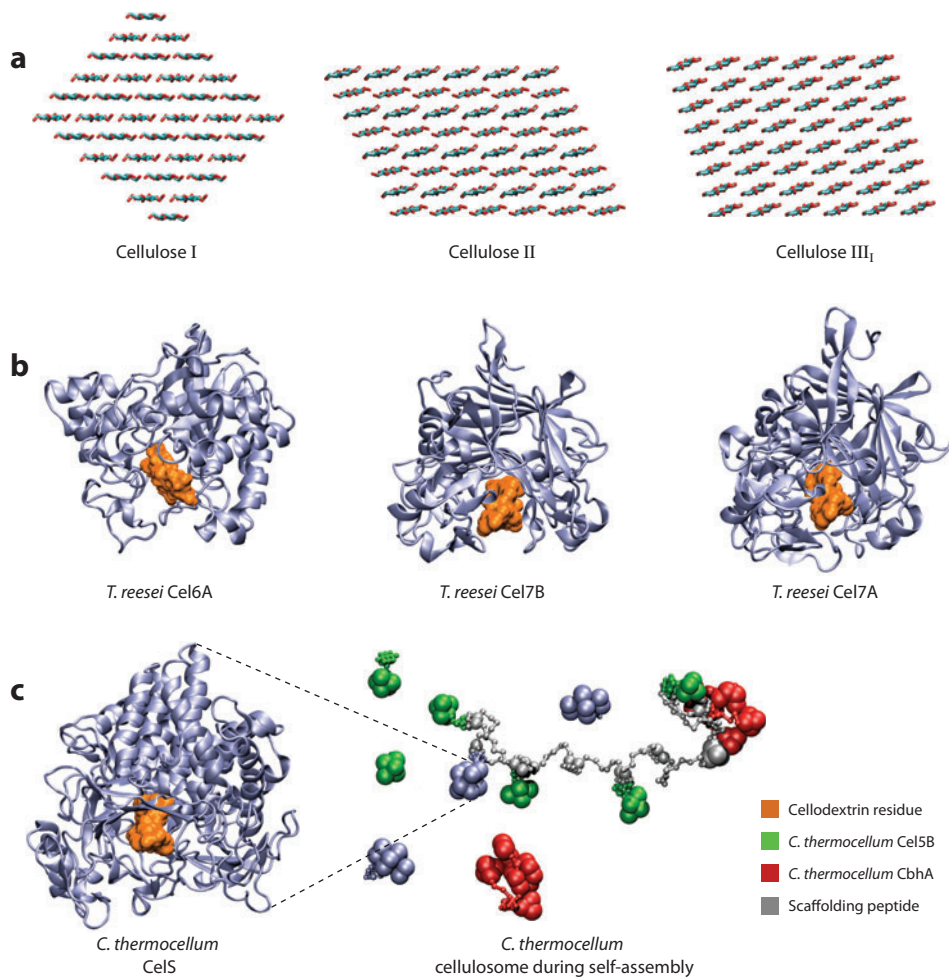 a
Cellulose I
Cellulose II
Cellulose III_I
b
T. reesei Cel6A
T. reesei Cel7B
T. reesei Cel7A
c
Cellodextrin residue
C. thermocellum Cel5B
C. thermocellum CbhA
Scaffolding peptide
C. thermocellum
CelS
C. thermocellum
cellulosome during self-assembly